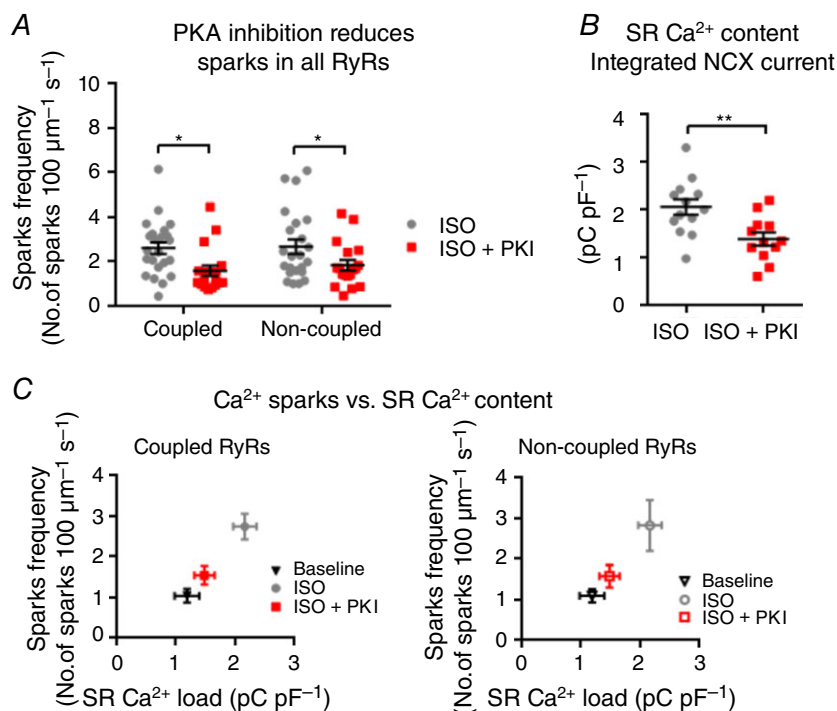 A
PKA inhibition reduces
sparks in all RyRs
Sparks frequency
(No.of sparks 100 µm⁻¹ s⁻¹)
10
8
6
4
2
0
*
*
Coupled
Non-coupled
ISO
ISO + PKI
B
SR Ca²⁺ content
Integrated NCX current
(pC pF⁻¹)
4
3
2
1
0
**
ISO
ISO + PKI
C
Ca²⁺ sparks vs. SR Ca²⁺ content
Coupled RyRs
Sparks frequency
(No.of sparks 100 µm⁻¹ s⁻¹)
4
3
2
1
0
Baseline
ISO
ISO + PKI
0 1 2 3
SR Ca²⁺ load (pC pF⁻¹)
Non-coupled RyRs
Sparks frequency
(No.of sparks 100 µm⁻¹ s⁻¹)
4
3
2
1
0
Baseline
ISO
ISO + PKI
0 1 2 3
SR Ca²⁺ load (pC pF⁻¹)